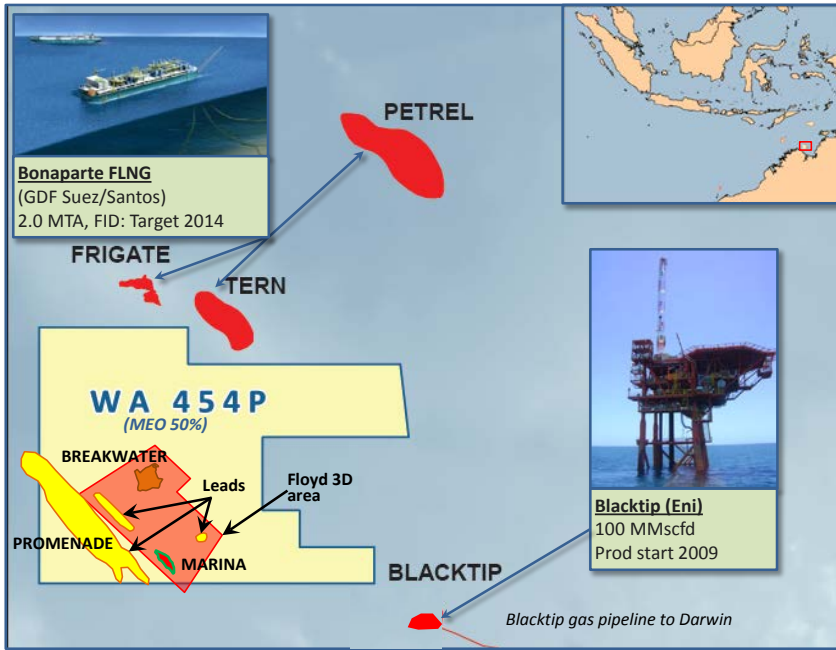 PETREL
Bonaparte FLNG
(GDF Suez/Santos)
2.0 MTA, FID: Target 2014
FRIGATE
TERN
WA 454P
(MEO 50%)
BREAKWATER
Leads
Floyd 3D
area
PROMENADE
MARINA
Blacktip (Eni)
100 MMscfd
Prod start 2009
BLACKTIP
Blacktip gas pipeline to Darwin